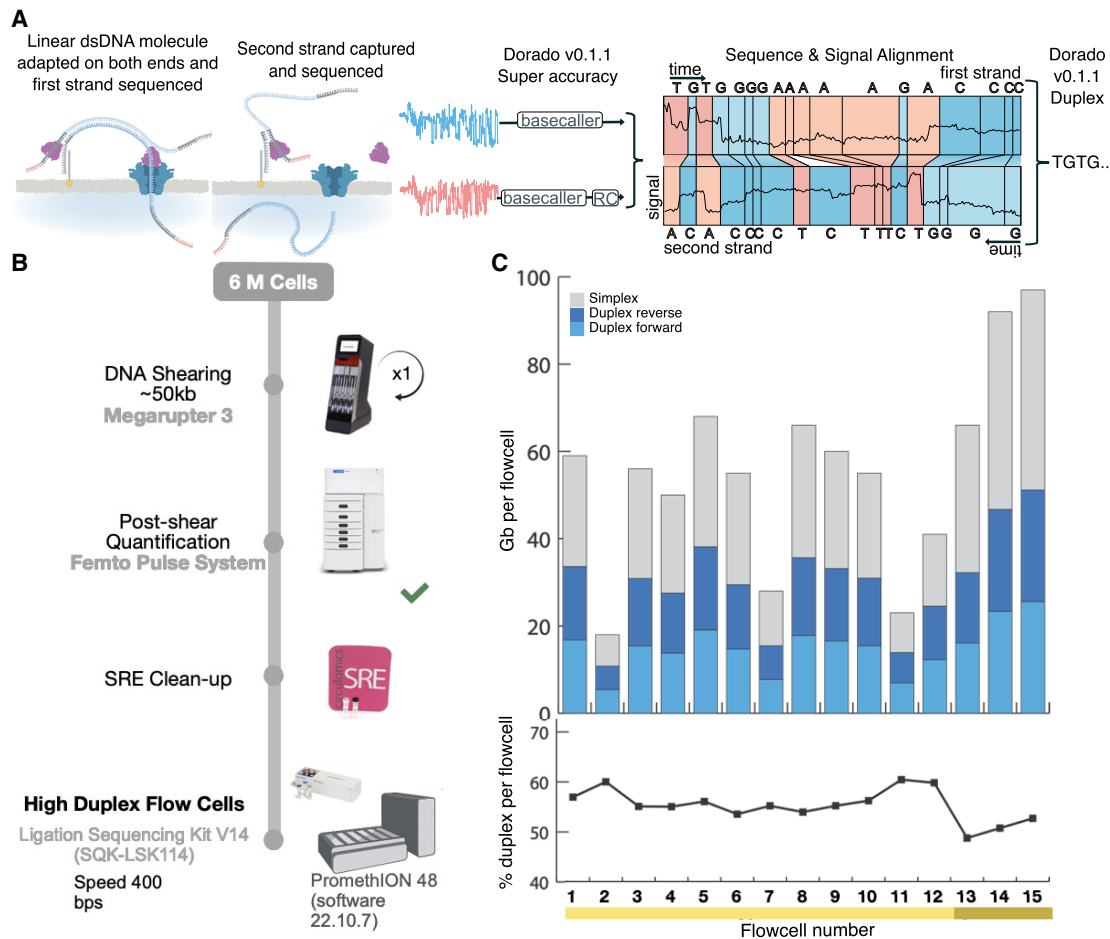 A
Linear dsDNA molecule
adapted on both ends and
first strand sequenced
Second strand captured
and sequenced
Dorado v0.1.1
Super accuracy
basecaller
basecaller
RC
Sequence & Signal Alignment
time
first strand
T G T G G G G A A A A A G A C C C C
signal
A C A C C C C T C T T T C T G G G G
second strand
time
Dorado
v0.1.1
Duplex
TGTG..
B
6 M Cells
DNA Shearing
~50kb
Megarupter 3
x1
Post-shear
Quantification
Femto Pulse System
SRE Clean-up
circulomics
SRE
High Duplex Flow Cells
Ligation Sequencing Kit V14
(SQK-LSK114)
Speed 400
bps
PromethION 48
(software
22.10.7)
C
Simplex
Duplex reverse
Duplex forward
Gb per flowcell
100
80
60
40
20
0
% duplex per flowcell
70
60
50
40
1 2 3 4 5 6 7 8 9 10 11 12 13 14 15
Flowcell number